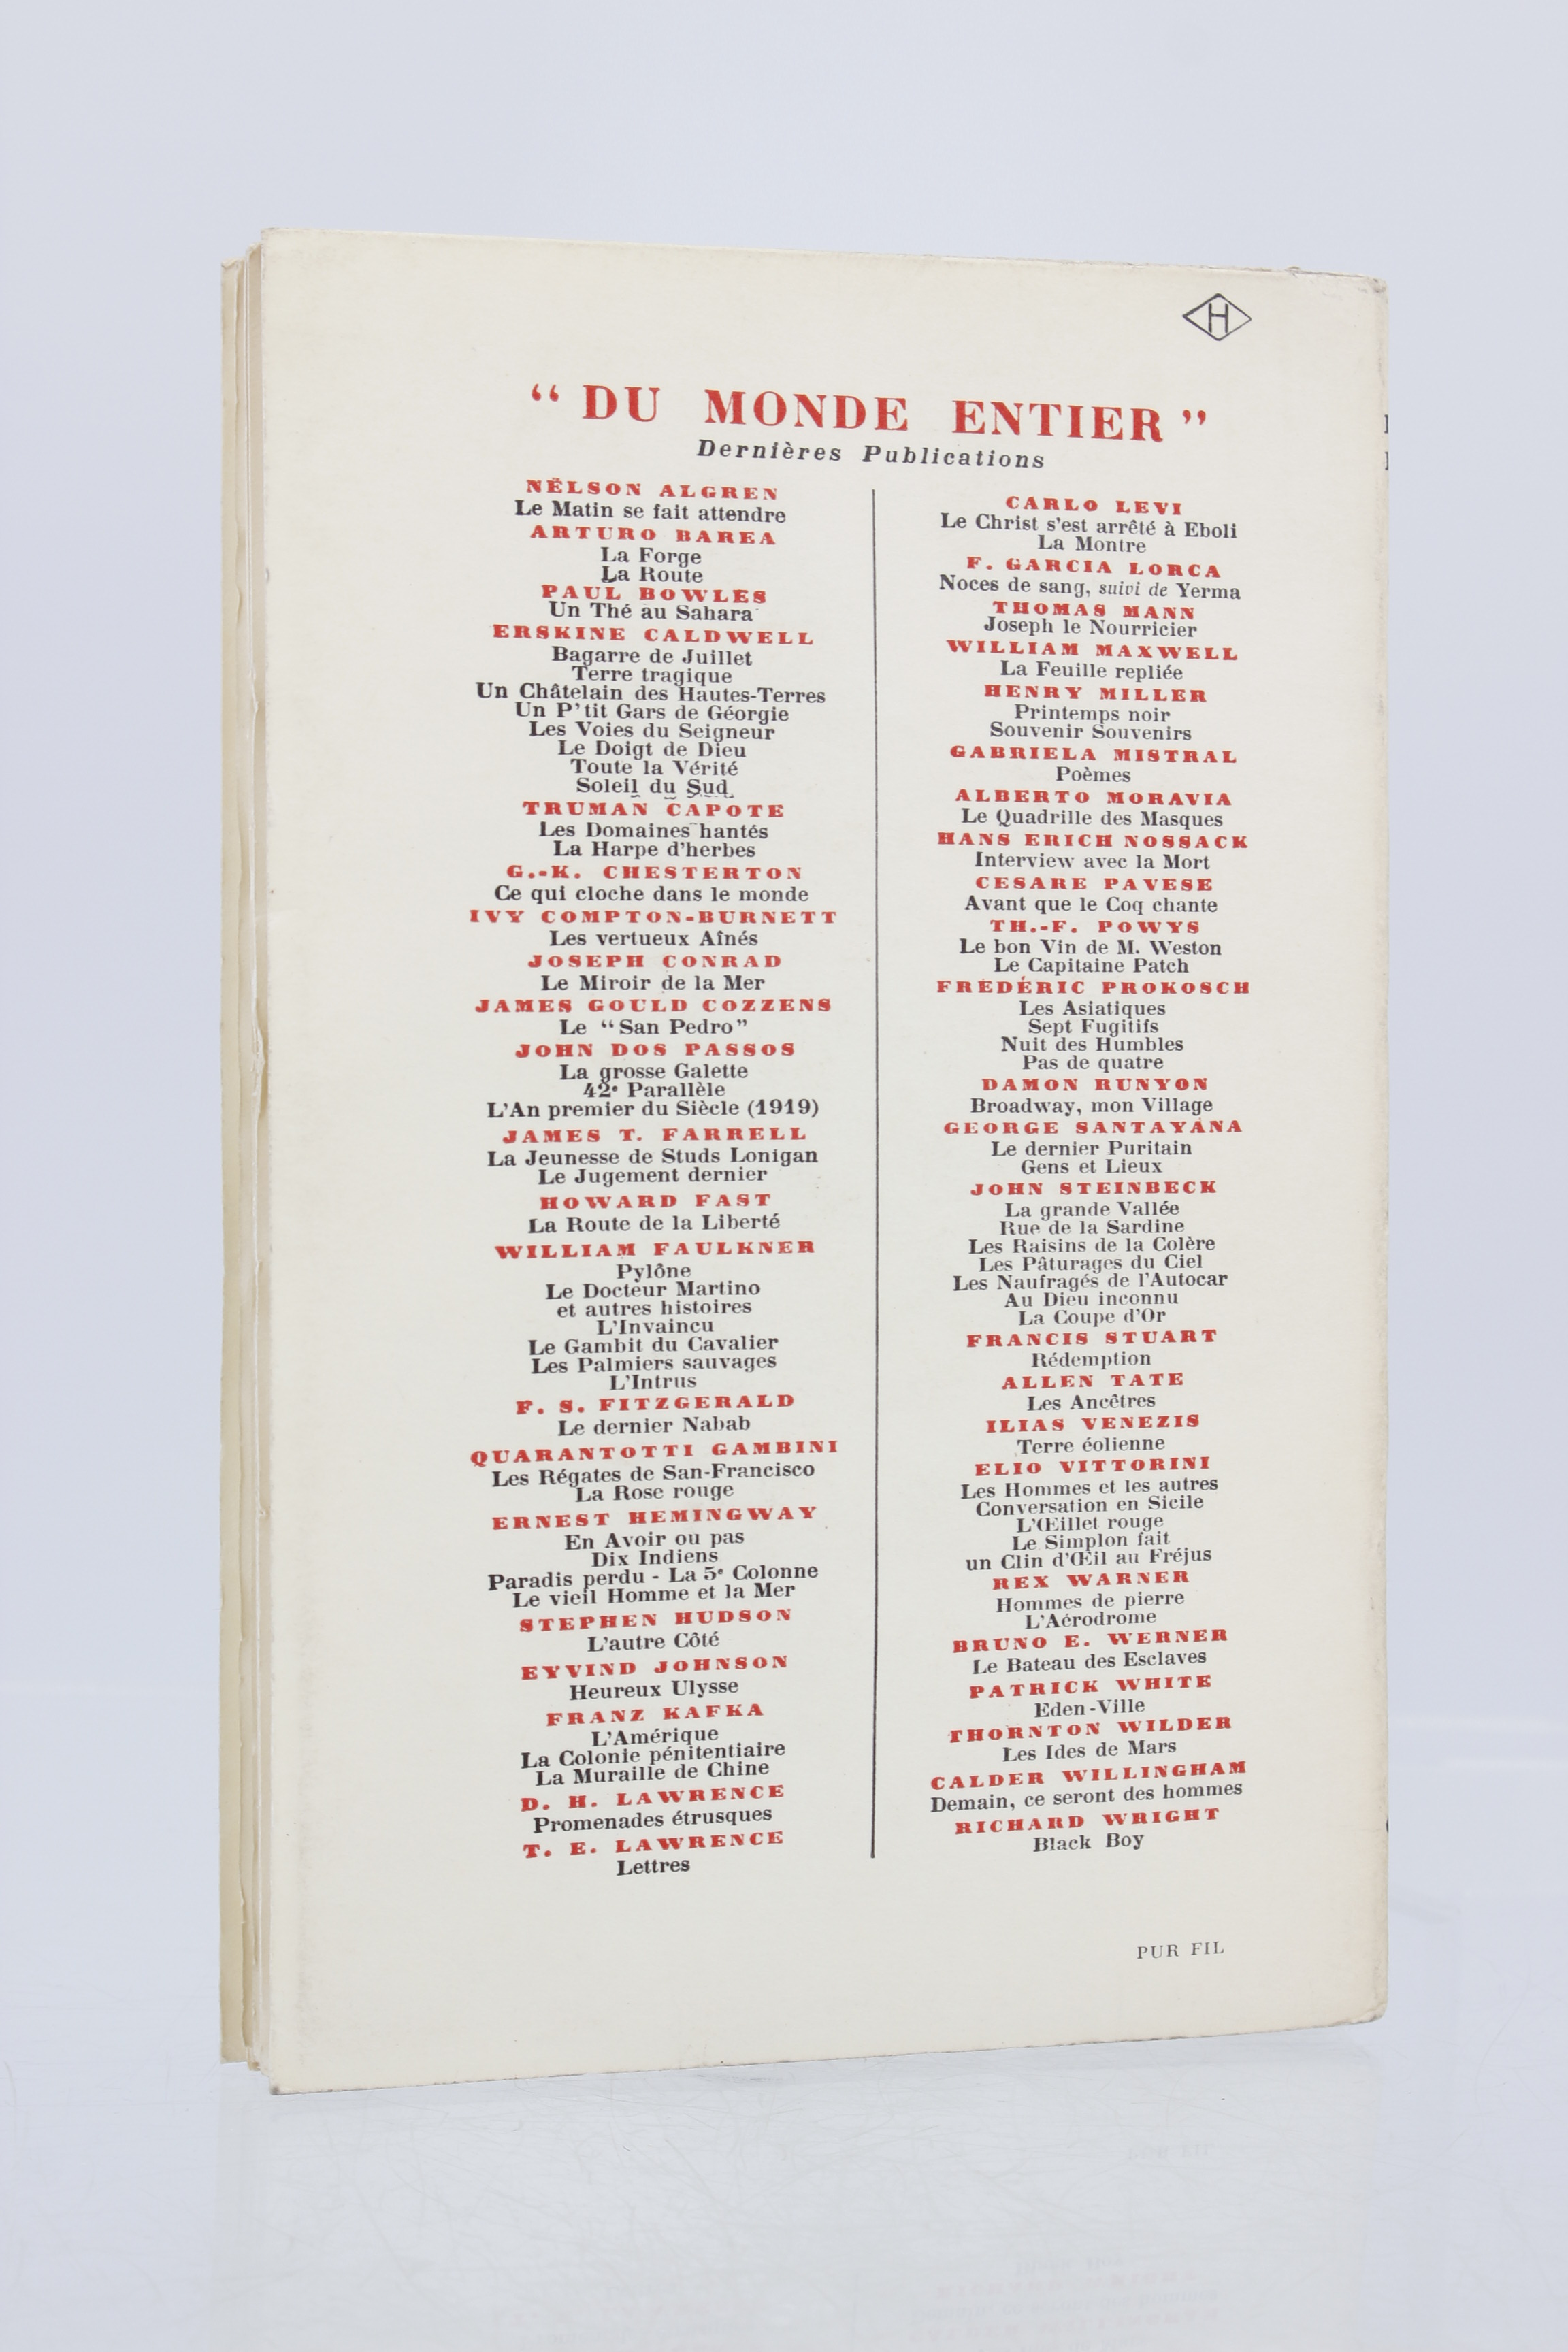 H
“ DU MONDE ENTIER ”
Dernières Publications
NELSON ALGREN
Le Matin se fait attendre
ARTURO BAREA
La Forge
La Route
PAUL BOWLES
Un Thé au Sahara
ERSKINE CALDWELL
Bagarre de Juillet
Terre tragique
Un Châtelain des Hautes-Terres
Un P'tit Gars de Géorgie
Les Voies du Seigneur
Le Doigt de Dieu
Toute la Vérité
Soleil du Sud
TRUMAN CAPOTE
Les Domaines hantés
La Harpe d'herbes
G.-K. CHESTERTON
Ce qui cloche dans le monde
IVY COMPTON-BURNETT
Les vertueux Aînés
JOSEPH CONRAD
Le Miroir de la Mer
JAMES GOULD COZZENS
Le “San Pedro”
JOHN DOS PASSOS
La grosse Galette
42e Parallèle
L'An premier du Siècle (1919)
JAMES T. FARRELL
La Jeunesse de Studs Lonigan
Le Jugement dernier
HOWARD FAST
La Route de la Liberté
WILLIAM FAULKNER
Pylône
Le Docteur Martino
et autres histoires
L'Invaincu
Le Gambit du Cavalier
Les Palmiers sauvages
L'Intrus
F. S. FITZGERALD
Le dernier Nabab
QUARANTOTTI GAMBINI
Les Régates de San-Francisco
La Rose rouge
ERNEST HEMINGWAY
En Avoir ou pas
Dix Indiens
Paradis perdu - La 5e Colonne
Le vieil Homme et la Mer
STEPHEN HUDSON
L'autre Côté
EYVIND JOHNSON
Heureux Ulysse
FRANZ KAFKA
L'Amérique
La Colonie pénitentiaire
La Muraille de Chine
D. H. LAWRENCE
Promenades étrusques
T. E. LAWRENCE
Lettres
CARLO LEVI
Le Christ s'est arrêté à Eboli
La Montre
F. GARCIA LORCA
Noces de sang, suivi de Yerma
THOMAS MANN
Joseph le Nourricier
WILLIAM MAXWELL
La Feuille repliée
HENRY MILLER
Printemps noir
Souvenir Souvenirs
GABRIELA MISTRAL
Poèmes
ALBERTO MORAVIA
Le Quadrille des Masques
HANS ERICH NOSSACK
Interview avec la Mort
CESARE PAVESE
Avant que le Coq chante
TH.-F. POWYS
Le bon Vin de M. Weston
Le Capitaine Patch
FRÉDÉRIC PROKOSCH
Les Asiatiques
Sept Fugitifs
Nuit des Humbles
Pas de quatre
DAMON RUNYON
Broadway, mon Village
GEORGE SANTAYANA
Le dernier Puritain
Gens et Lieux
JOHN STEINBECK
La grande Vallée
Rue de la Sardine
Les Raisins de la Colère
Les Pâturages du Ciel
Les Naufragés de l'Autocar
Au Dieu inconnu
La Coupe d'Or
FRANCIS STUART
Rédemption
ALLEN TATE
Les Ancêtres
ILIAS VENEZIS
Terre éolienne
ELIO VITTORINI
Les Hommes et les autres
Conversation en Sicile
L'Œillet rouge
Le Simplon fait
un Clin d'Œil au Fréjus
REX WARNER
Hommes de pierre
L'Aérodrome
BRUNO E. WERNER
Le Bateau des Esclaves
PATRICK WHITE
Eden-Ville
THORNTON WILDER
Les Ides de Mars
CALDER WILLINGHAM
Demain, ce seront des hommes
RICHARD WRIGHT
Black Boy
PUR FIL